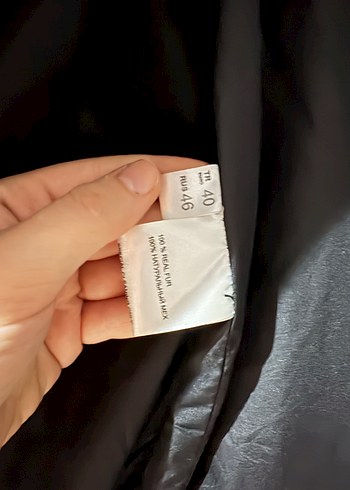 TR 40
RUS 46
100 % REAL FUR
100% НАТУРАЛЬНЫЙ МЕХ